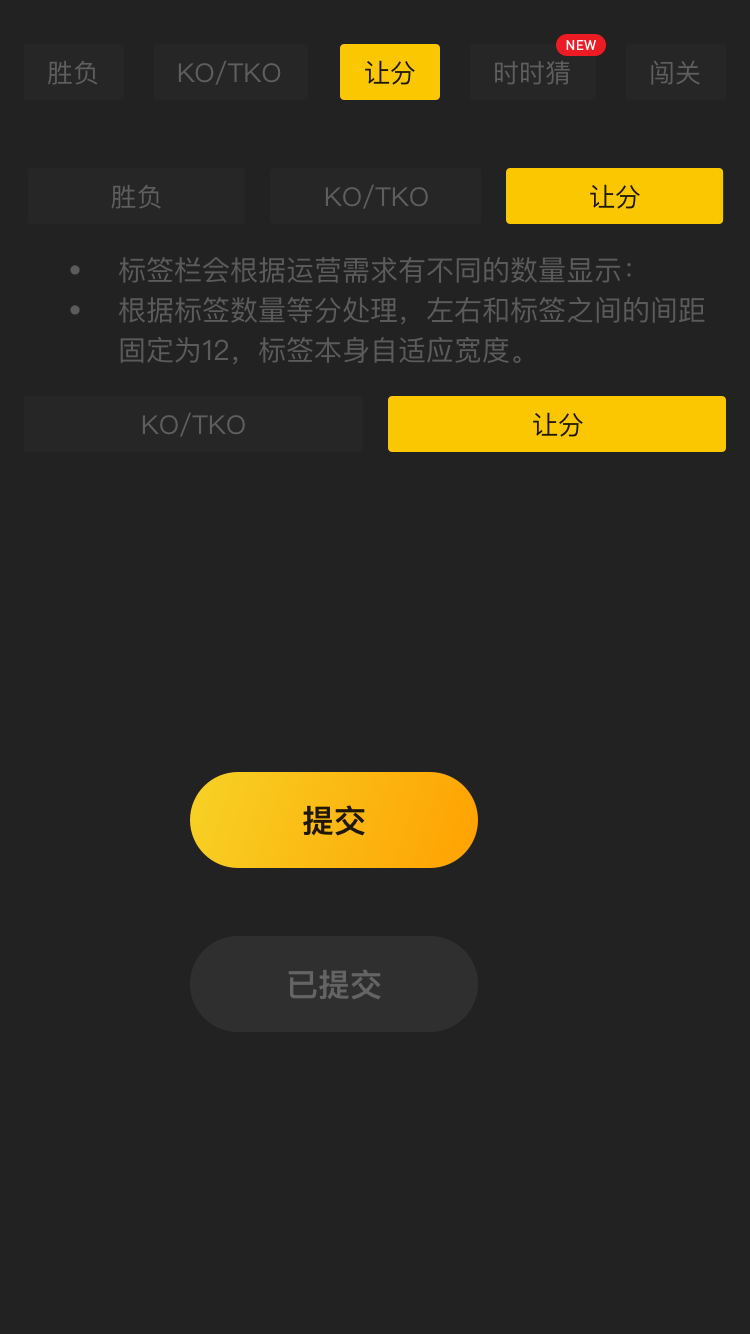 NEW
胜负 KO/TKO 让分 时时猜 闯关
胜负 KO/TKO 让分
• 标签栏会根据运营需求有不同的数量显示：
• 根据标签数量等分处理，左右和标签之间的间距
固定为12，标签本身自适应宽度。
KO/TKO 让分
提交
已提交